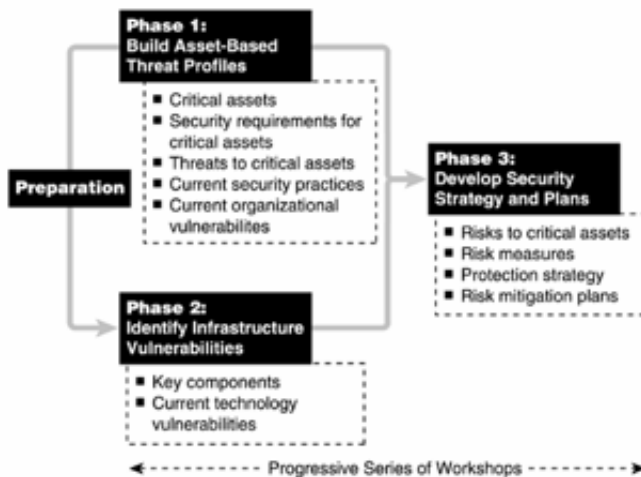 Phase 1:
Build Asset-Based
Threat Profiles
■ Critical assets
■ Security requirements for
critical assets
■ Threats to critical assets
■ Current security practices
■ Current organizational
vulnerabilites
Preparation
Phase 3:
Develop Security
Strategy and Plans
■ Risks to critical assets
■ Risk measures
■ Protection strategy
■ Risk mitigation plans
Phase 2:
Identify Infrastructure
Vulnerabilities
■ Key components
■ Current technology
vulnerabilities
Progressive Series of Workshops